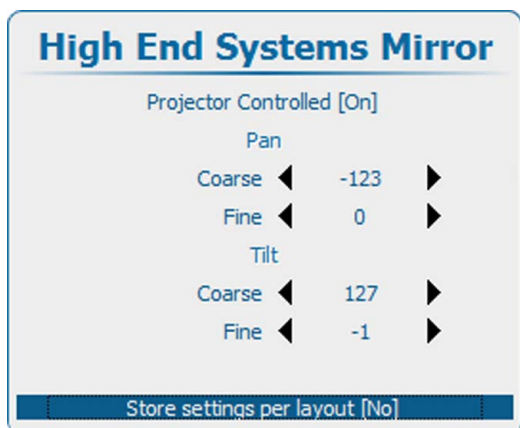 High End Systems Mirror
Projector Controlled [On]
Pan
Coarse -123
Fine 0
Tilt
Coarse 127
Fine -1
Store settings per layout [No]